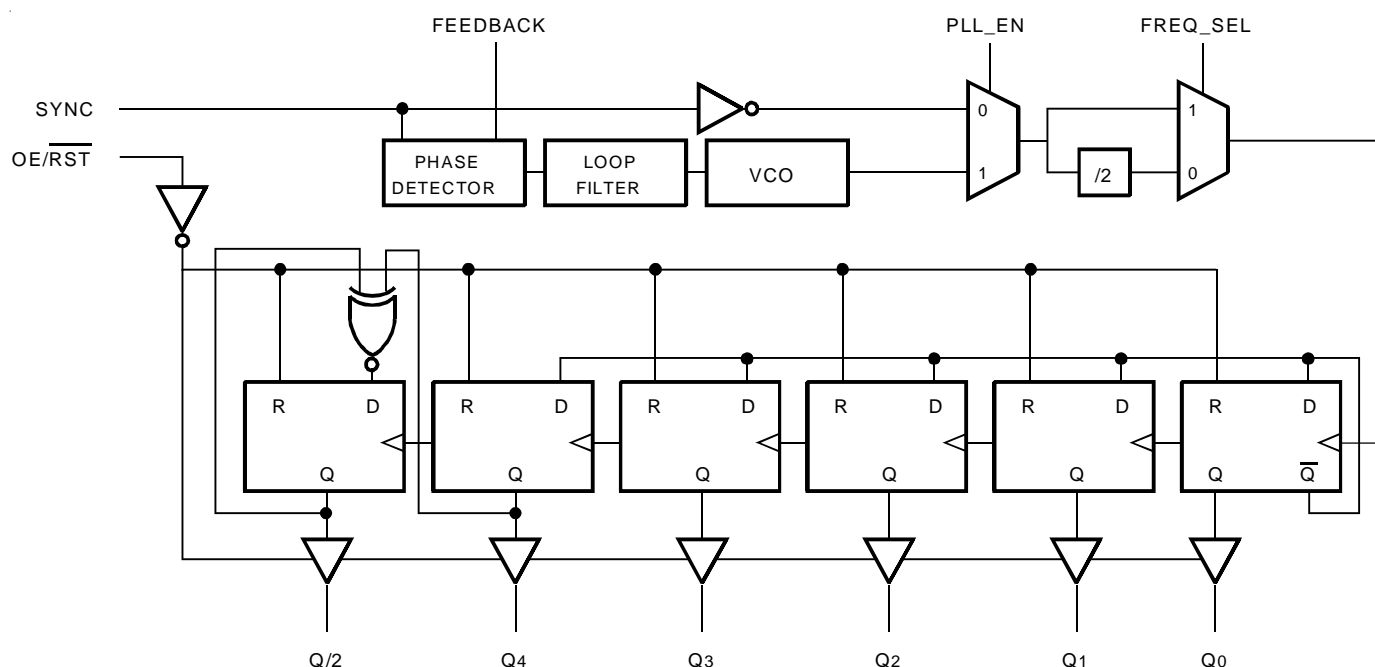 FEEDBACK PLL_EN FREQ_SEL
SYNC 0 1
OE/R̅S̅T̅ PHASE DETECTOR LOOP FILTER VCO 1 /2 0
R D R D R D R D R D R D
Q Q Q Q Q Q Q̅
Q/2 Q4 Q3 Q2 Q1 Q0